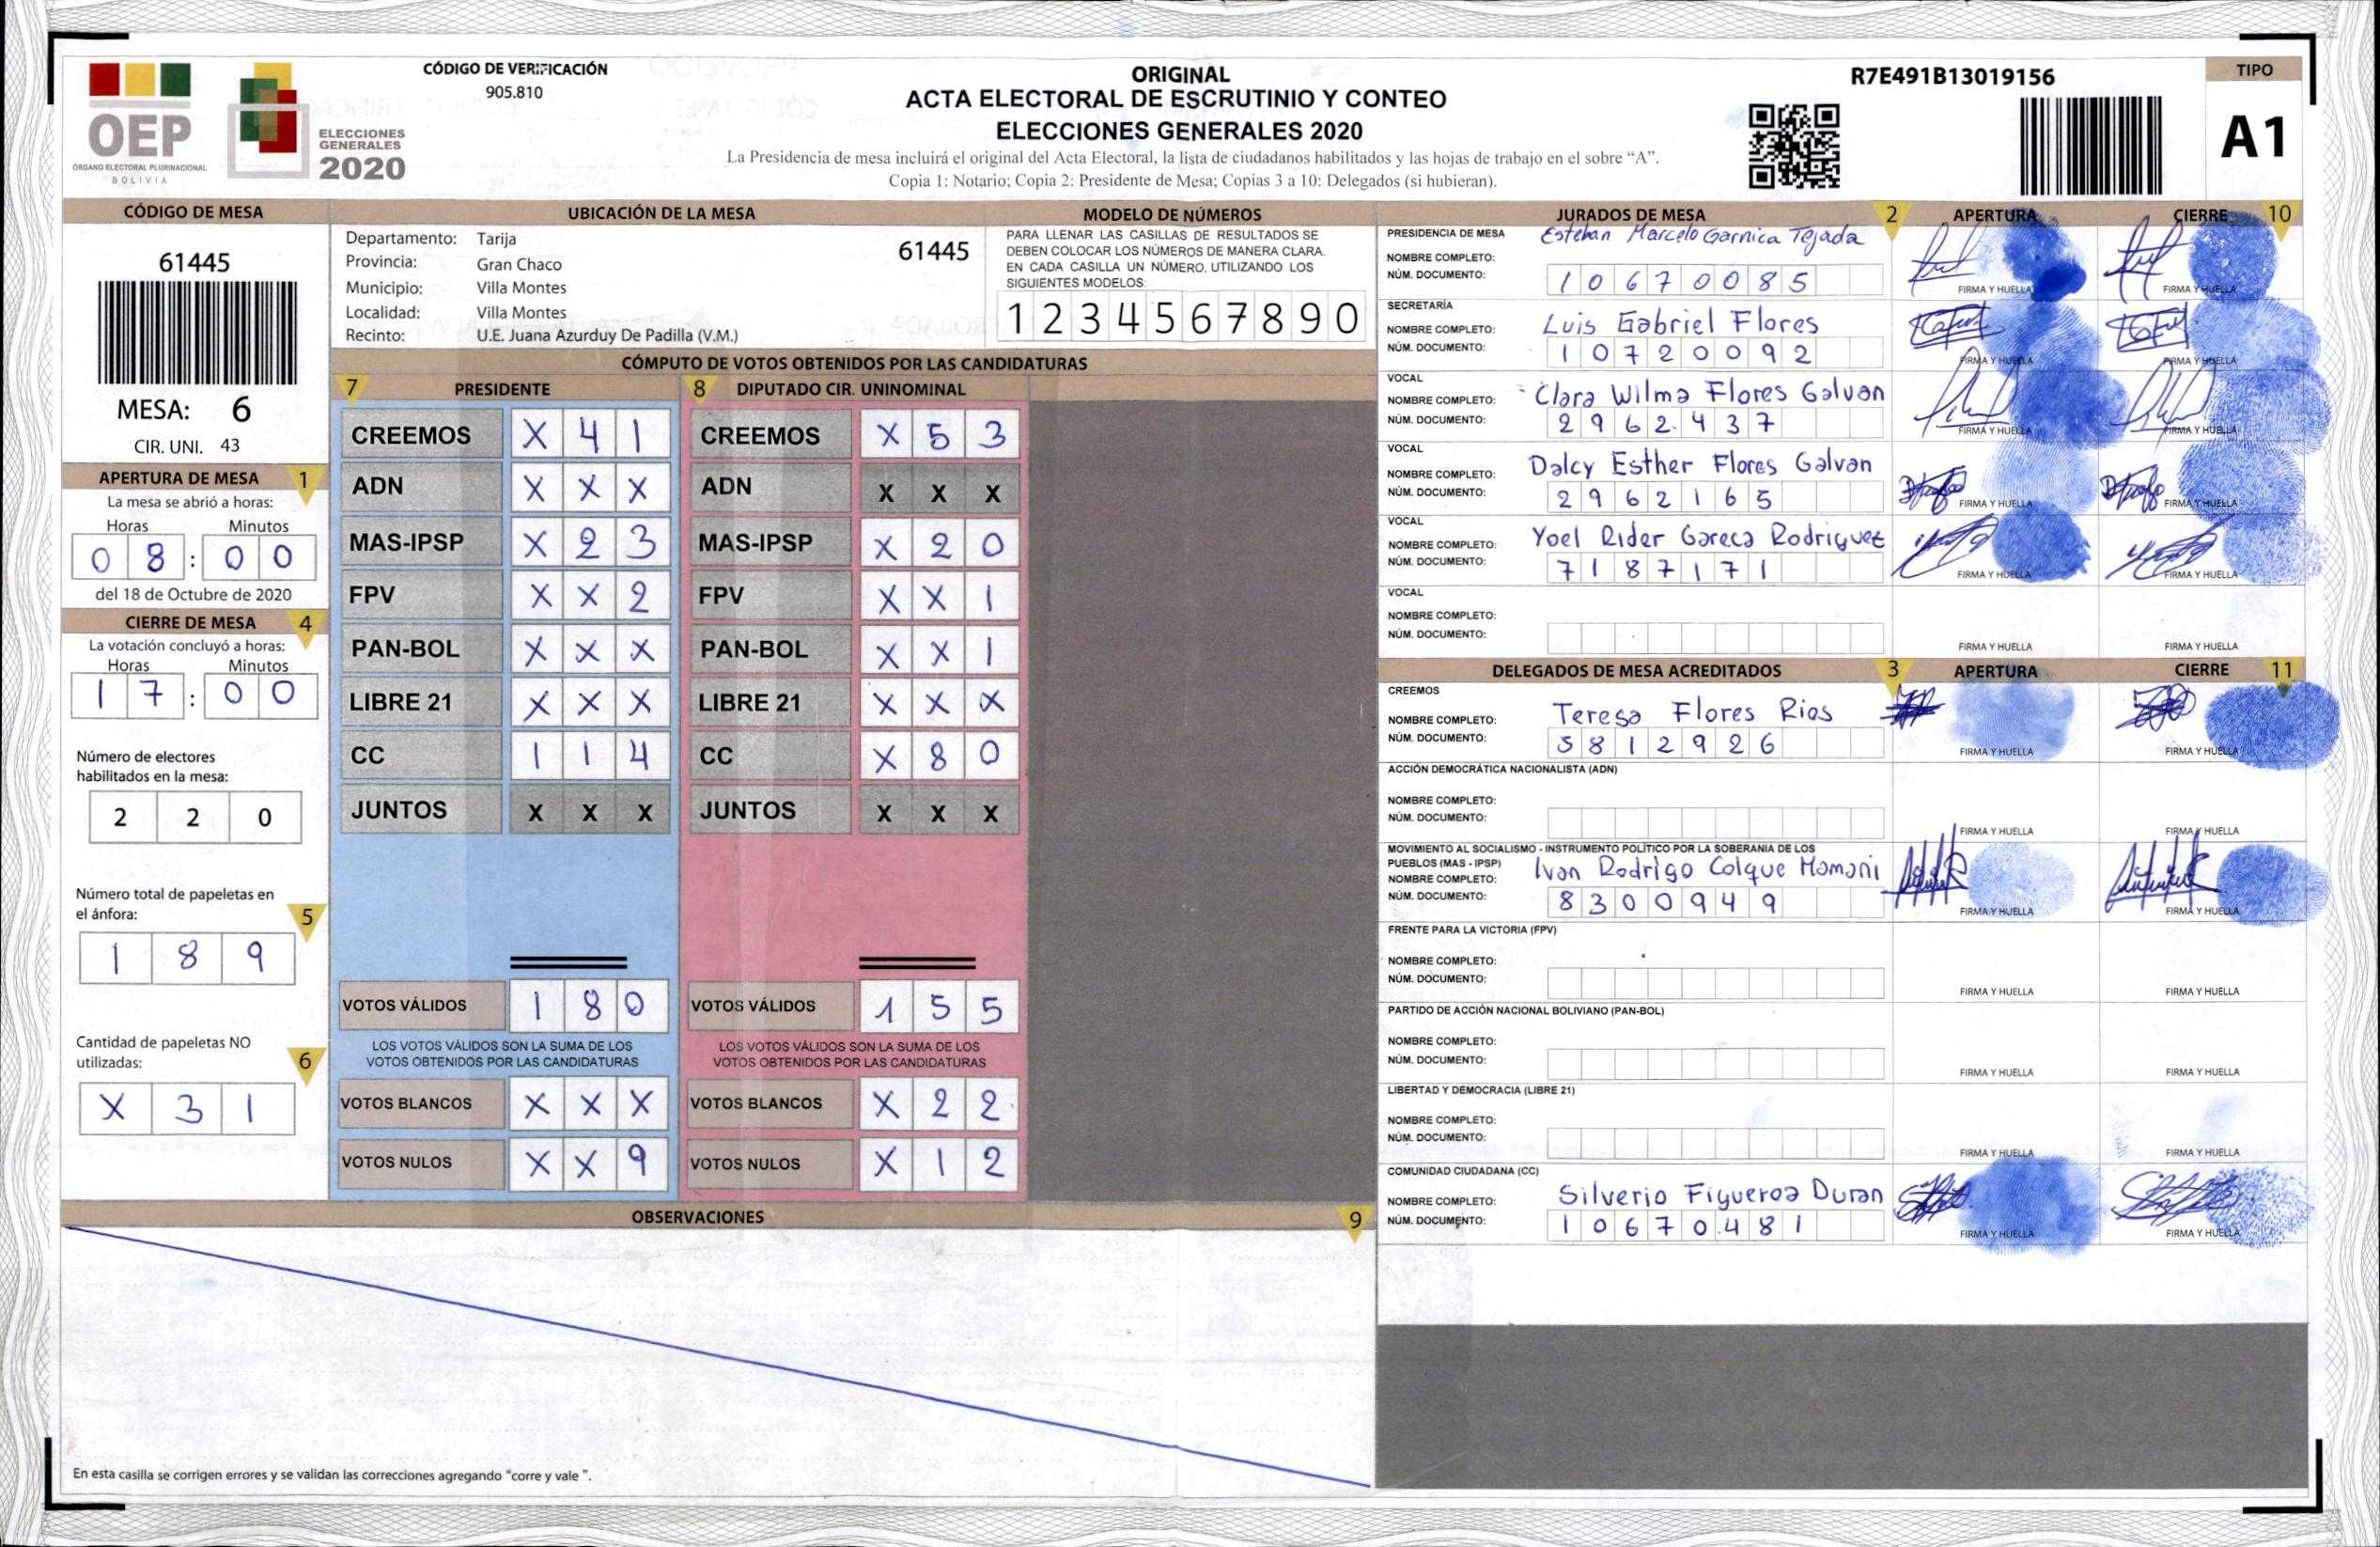 OEP
ÓRGANO ELECTORAL PLURINACIONAL
BOLIVIA
ELECCIONES
GENERALES
2020
CÓDIGO DE VERIFICACIÓN
905.810
ORIGINAL
ACTA ELECTORAL DE ESCRUTINIO Y CONTEO
ELECCIONES GENERALES 2020
La Presidencia de mesa incluirá el original del Acta Electoral, la lista de ciudadanos habilitados y las hojas de trabajo en el sobre “A”.
Copia 1: Notario; Copia 2: Presidente de Mesa; Copias 3 a 10: Delegados (si hubieran).
R7E491B13019156
TIPO
A1
CÓDIGO DE MESA
61445
MESA: 6
CIR. UNI. 43
APERTURA DE MESA 1
La mesa se abrió a horas:
Horas Minutos
0 8 : 0 0
del 18 de Octubre de 2020
CIERRE DE MESA 4
La votación concluyó a horas:
Horas Minutos
1 7 : 0 0
Número de electores
habilitados en la mesa:
2 2 0
Número total de papeletas en
el ánfora: 5
1 8 9
Cantidad de papeletas NO
utilizadas: 6
X 3 1
UBICACIÓN DE LA MESA
Departamento: Tarija 61445
Provincia: Gran Chaco
Municipio: Villa Montes
Localidad: Villa Montes
Recinto: U.E. Juana Azurduy De Padilla (V.M.)
MODELO DE NÚMEROS
PARA LLENAR LAS CASILLAS DE RESULTADOS SE
DEBEN COLOCAR LOS NÚMEROS DE MANERA CLARA.
EN CADA CASILLA UN NÚMERO, UTILIZANDO LOS
SIGUIENTES MODELOS:
1 2 3 4 5 6 7 8 9 0
CÓMPUTO DE VOTOS OBTENIDOS POR LAS CANDIDATURAS
7 PRESIDENTE 8 DIPUTADO CIR. UNINOMINAL
CREEMOS X 4 1 CREEMOS X 5 3
ADN X X X ADN X X X
MAS-IPSP X 2 3 MAS-IPSP X 2 0
FPV X X 2 FPV X X 1
PAN-BOL X X X PAN-BOL X X 1
LIBRE 21 X X X LIBRE 21 X X X
CC 1 1 4 CC X 8 0
JUNTOS X X X JUNTOS X X X
VOTOS VÁLIDOS 1 8 0 VOTOS VÁLIDOS 1 5 5
LOS VOTOS VÁLIDOS SON LA SUMA DE LOS LOS VOTOS VÁLIDOS SON LA SUMA DE LOS
VOTOS OBTENIDOS POR LAS CANDIDATURAS VOTOS OBTENIDOS POR LAS CANDIDATURAS
VOTOS BLANCOS X X X VOTOS BLANCOS X 2 2
VOTOS NULOS X X 9 VOTOS NULOS X 1 2
OBSERVACIONES 9
En esta casilla se corrigen errores y se validan las correcciones agregando “corre y vale ”.
JURADOS DE MESA 2 APERTURA CIERRE 10
PRESIDENCIA DE MESA Esteban Marcelo Garnica Tejada
NOMBRE COMPLETO:
NÚM. DOCUMENTO: 1 0 6 7 0 0 8 5
FIRMA Y HUELLA FIRMA Y HUELLA
SECRETARÍA
NOMBRE COMPLETO: Luis Gabriel Flores
NÚM. DOCUMENTO: 1 0 7 2 0 0 9 2
FIRMA Y HUELLA FIRMA Y HUELLA
VOCAL
NOMBRE COMPLETO: Clara Wilma Flores Galvan
NÚM. DOCUMENTO: 2 9 6 2 4 3 7
FIRMA Y HUELLA FIRMA Y HUELLA
VOCAL
NOMBRE COMPLETO: Dalcy Esther Flores Galvan
NÚM. DOCUMENTO: 2 9 6 2 1 6 5
FIRMA Y HUELLA FIRMA Y HUELLA
VOCAL
NOMBRE COMPLETO: Yoel Rider Gareca Rodriguez
NÚM. DOCUMENTO: 7 1 8 7 1 7 1
FIRMA Y HUELLA FIRMA Y HUELLA
VOCAL
NOMBRE COMPLETO:
NÚM. DOCUMENTO:
FIRMA Y HUELLA FIRMA Y HUELLA
DELEGADOS DE MESA ACREDITADOS 3 APERTURA CIERRE 11
CREEMOS
NOMBRE COMPLETO: Teresa Flores Rios
NÚM. DOCUMENTO: 5 8 1 2 9 2 6
FIRMA Y HUELLA FIRMA Y HUELLA
ACCIÓN DEMOCRÁTICA NACIONALISTA (ADN)
NOMBRE COMPLETO:
NÚM. DOCUMENTO:
FIRMA Y HUELLA FIRMA Y HUELLA
MOVIMIENTO AL SOCIALISMO - INSTRUMENTO POLÍTICO POR LA SOBERANIA DE LOS
PUEBLOS (MAS - IPSP) Ivan Rodrigo Colque Mamani
NOMBRE COMPLETO:
NÚM. DOCUMENTO: 8 3 0 0 9 4 9
FIRMA Y HUELLA FIRMA Y HUELLA
FRENTE PARA LA VICTORIA (FPV)
NOMBRE COMPLETO:
NÚM. DOCUMENTO:
FIRMA Y HUELLA FIRMA Y HUELLA
PARTIDO DE ACCIÓN NACIONAL BOLIVIANO (PAN-BOL)
NOMBRE COMPLETO:
NÚM. DOCUMENTO:
FIRMA Y HUELLA FIRMA Y HUELLA
LIBERTAD Y DEMOCRACIA (LIBRE 21)
NOMBRE COMPLETO:
NÚM. DOCUMENTO:
FIRMA Y HUELLA FIRMA Y HUELLA
COMUNIDAD CIUDADANA (CC)
NOMBRE COMPLETO: Silverio Figueroa Duran
NÚM. DOCUMENTO: 1 0 6 7 0 4 8 1
FIRMA Y HUELLA FIRMA Y HUELLA